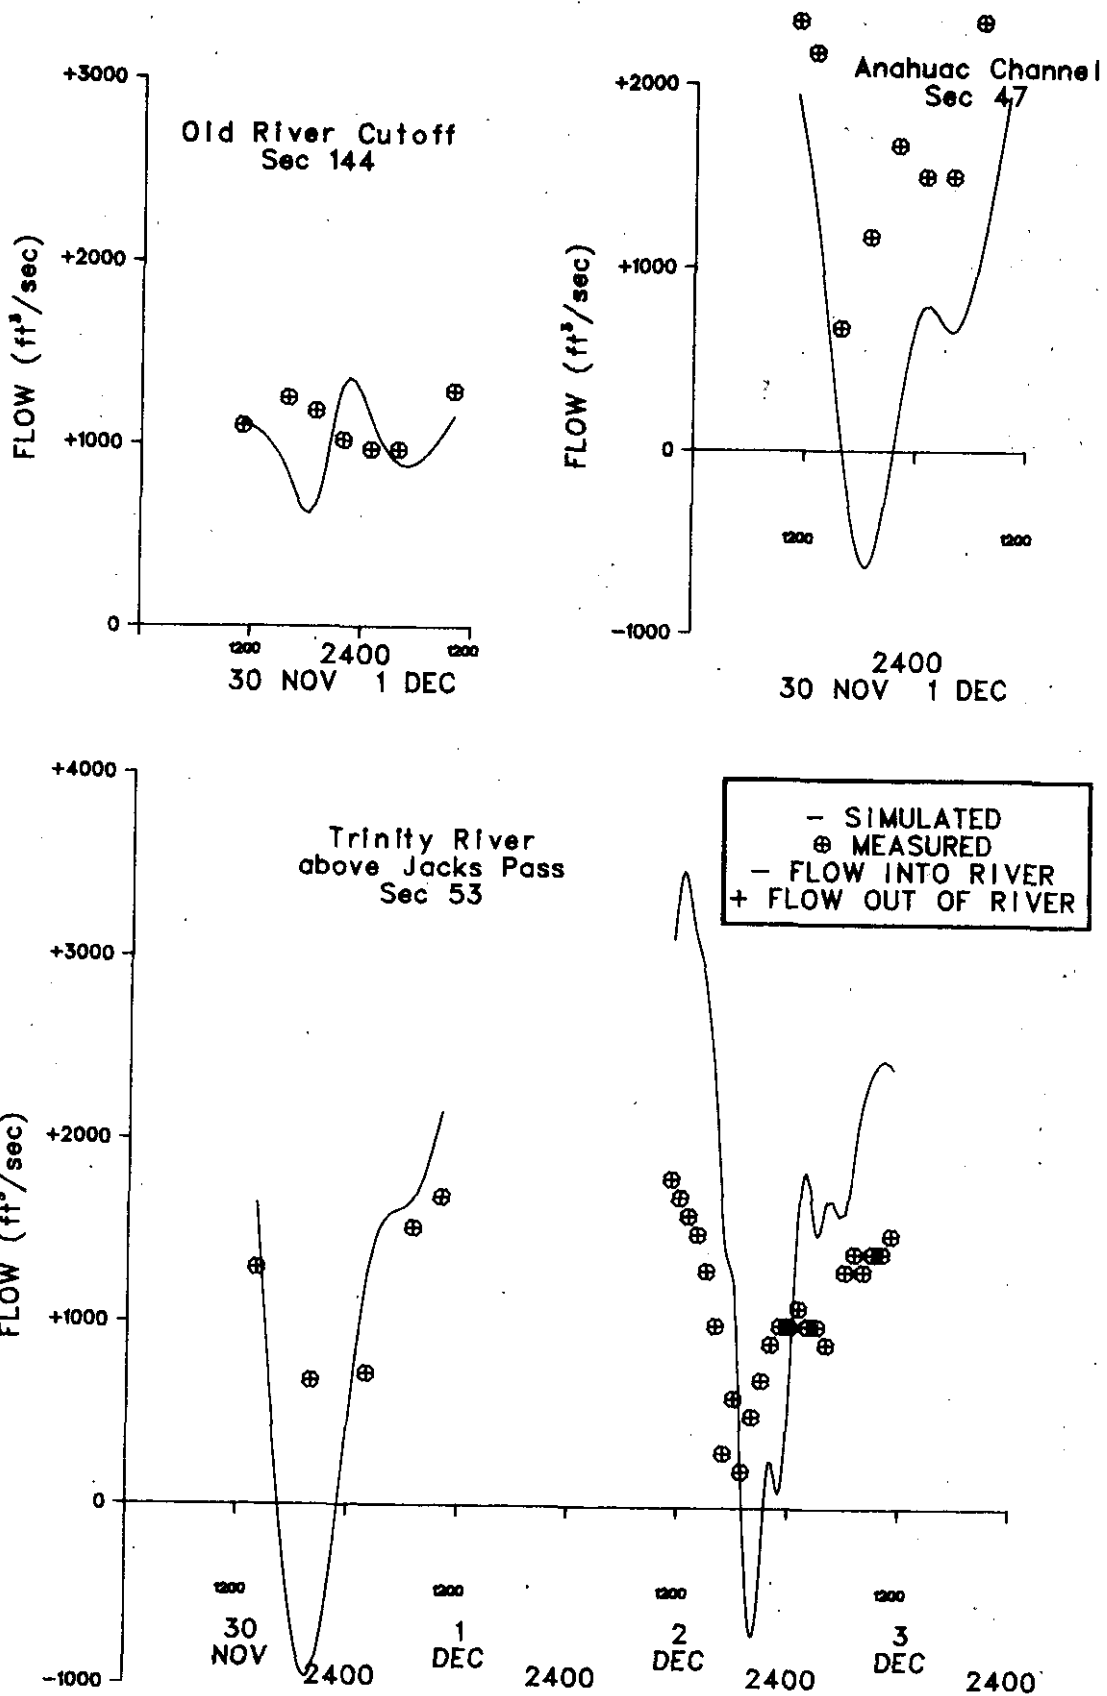 +3000
Old River Cutoff
Sec 144
+2000
+1000
0
FLOW (ft³/sec)
1200 2400 1200
30 NOV 1 DEC
Anahuac Channel
Sec 47
+2000
+1000
0
-1000
FLOW (ft³/sec)
1200 1200
2400
30 NOV 1 DEC
+4000
Trinity River
above Jacks Pass
Sec 53
+3000
+2000
+1000
0
-1000
FLOW (ft³/sec)
— SIMULATED
⊕ MEASURED
— FLOW INTO RIVER
+ FLOW OUT OF RIVER
1200 1200 1200 1200
30 NOV
1 DEC
2 DEC
3 DEC
2400 2400 2400 2400